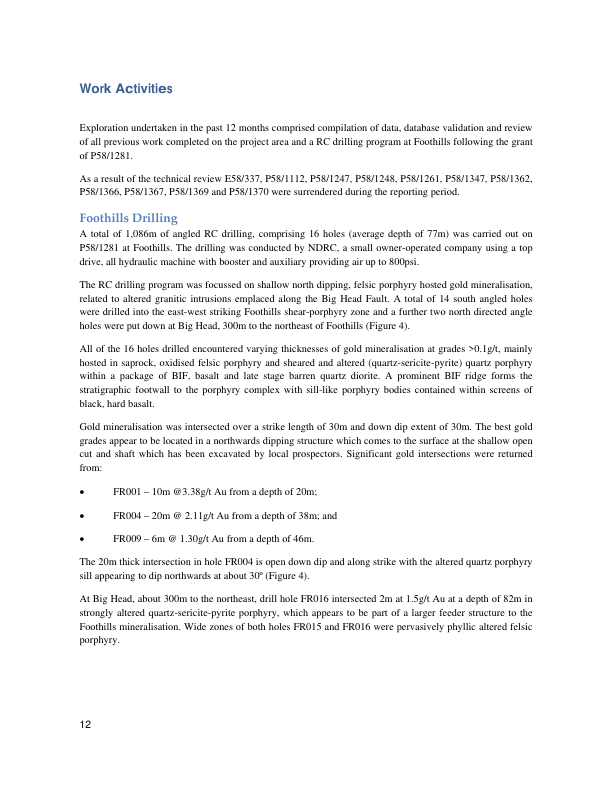 Work Activities
Exploration undertaken in the past 12 months comprised compilation of data, database validation and review
of all previous work completed on the project area and a RC drilling program at Foothills following the grant
of P58/1281.
As a result of the technical review E58/337, P58/1112, P58/1247, P58/1248, P58/1261, P58/1347, P58/1362,
P58/1366, P58/1367, P58/1369 and P58/1370 were surrendered during the reporting period.
Foothills Drilling
A total of 1,086m of angled RC drilling, comprising 16 holes (average depth of 77m) was carried out on
P58/1281 at Foothills. The drilling was conducted by NDRC, a small owner-operated company using a top
drive, all hydraulic machine with booster and auxiliary providing air up to 800psi.
The RC drilling program was focussed on shallow north dipping, felsic porphyry hosted gold mineralisation,
related to altered granitic intrusions emplaced along the Big Head Fault. A total of 14 south angled holes
were drilled into the east-west striking Foothills shear-porphyry zone and a further two north directed angle
holes were put down at Big Head, 300m to the northeast of Foothills (Figure 4).
All of the 16 holes drilled encountered varying thicknesses of gold mineralisation at grades >0.1g/t, mainly
hosted in saprock, oxidised felsic porphyry and sheared and altered (quartz-sericite-pyrite) quartz porphyry
within a package of BIF, basalt and late stage barren quartz diorite. A prominent BIF ridge forms the
stratigraphic footwall to the porphyry complex with sill-like porphyry bodies contained within screens of
black, hard basalt.
Gold mineralisation was intersected over a strike length of 30m and down dip extent of 30m. The best gold
grades appear to be located in a northwards dipping structure which comes to the surface at the shallow open
cut and shaft which has been excavated by local prospectors. Significant gold intersections were returned
from:
• FR001 – 10m @3.38g/t Au from a depth of 20m;
• FR004 – 20m @ 2.11g/t Au from a depth of 38m; and
• FR009 – 6m @ 1.30g/t Au from a depth of 46m.
The 20m thick intersection in hole FR004 is open down dip and along strike with the altered quartz porphyry
sill appearing to dip northwards at about 30º (Figure 4).
At Big Head, about 300m to the northeast, drill hole FR016 intersected 2m at 1.5g/t Au at a depth of 82m in
strongly altered quartz-sericite-pyrite porphyry, which appears to be part of a larger feeder structure to the
Foothills mineralisation. Wide zones of both holes FR015 and FR016 were pervasively phyllic altered felsic
porphyry.
12